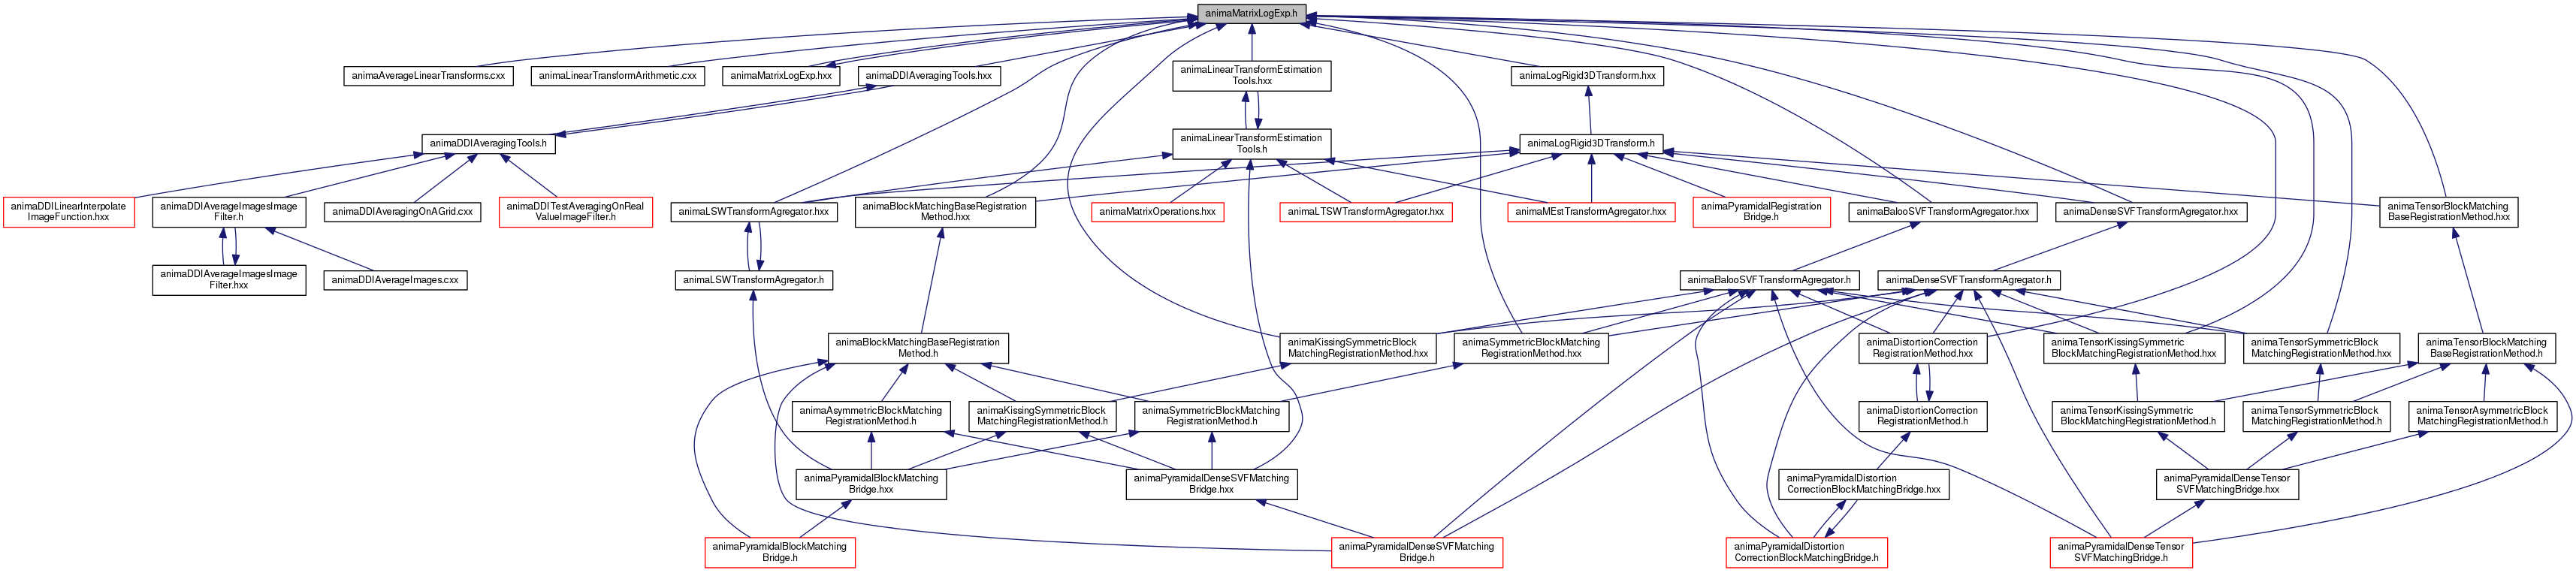 animaMatrixLogExp.h
animaAverageLinearTransforms.cxx
animaLinearTransformArithmetic.cxx
animaMatrixLogExp.hxx
animaDDIAveragingTools.hxx
animaLinearTransformEstimation
Tools.hxx
animaLogRigid3DTransform.hxx
animaDDIAveragingTools.h
animaLinearTransformEstimation
Tools.h
animaLogRigid3DTransform.h
animaDDILinearInterpolate
ImageFunction.hxx
animaDDIAverageImagesImage
Filter.h
animaDDIAveragingOnAGrid.cxx
animaDDITestAveragingOnReal
ValueImageFilter.h
animaLSWTransformAgregator.hxx
animaBlockMatchingBaseRegistration
Method.hxx
animaMatrixOperations.hxx
animaLTSWTransformAgregator.hxx
animaMEstTransformAgregator.hxx
animaPyramidalRegistration
Bridge.h
animaBalooSVFTransformAgregator.hxx
animaDenseSVFTransformAgregator.hxx
animaTensorBlockMatching
BaseRegistrationMethod.hxx
animaDDIAverageImagesImage
Filter.hxx
animaDDIAverageImages.cxx
animaLSWTransformAgregator.h
animaBalooSVFTransformAgregator.h
animaDenseSVFTransformAgregator.h
animaBlockMatchingBaseRegistration
Method.h
animaKissingSymmetricBlock
MatchingRegistrationMethod.hxx
animaSymmetricBlockMatching
RegistrationMethod.hxx
animaDistortionCorrection
RegistrationMethod.hxx
animaTensorKissingSymmetric
BlockMatchingRegistrationMethod.hxx
animaTensorSymmetricBlock
MatchingRegistrationMethod.hxx
animaTensorBlockMatching
BaseRegistrationMethod.h
animaAsymmetricBlockMatching
RegistrationMethod.h
animaKissingSymmetricBlock
MatchingRegistrationMethod.h
animaSymmetricBlockMatching
RegistrationMethod.h
animaDistortionCorrection
RegistrationMethod.h
animaTensorKissingSymmetric
BlockMatchingRegistrationMethod.h
animaTensorSymmetricBlock
MatchingRegistrationMethod.h
animaTensorAsymmetricBlock
MatchingRegistrationMethod.h
animaPyramidalBlockMatching
Bridge.hxx
animaPyramidalDenseSVFMatching
Bridge.hxx
animaPyramidalDistortion
CorrectionBlockMatchingBridge.hxx
animaPyramidalDenseTensor
SVFMatchingBridge.hxx
animaPyramidalBlockMatching
Bridge.h
animaPyramidalDenseSVFMatching
Bridge.h
animaPyramidalDistortion
CorrectionBlockMatchingBridge.h
animaPyramidalDenseTensor
SVFMatchingBridge.h